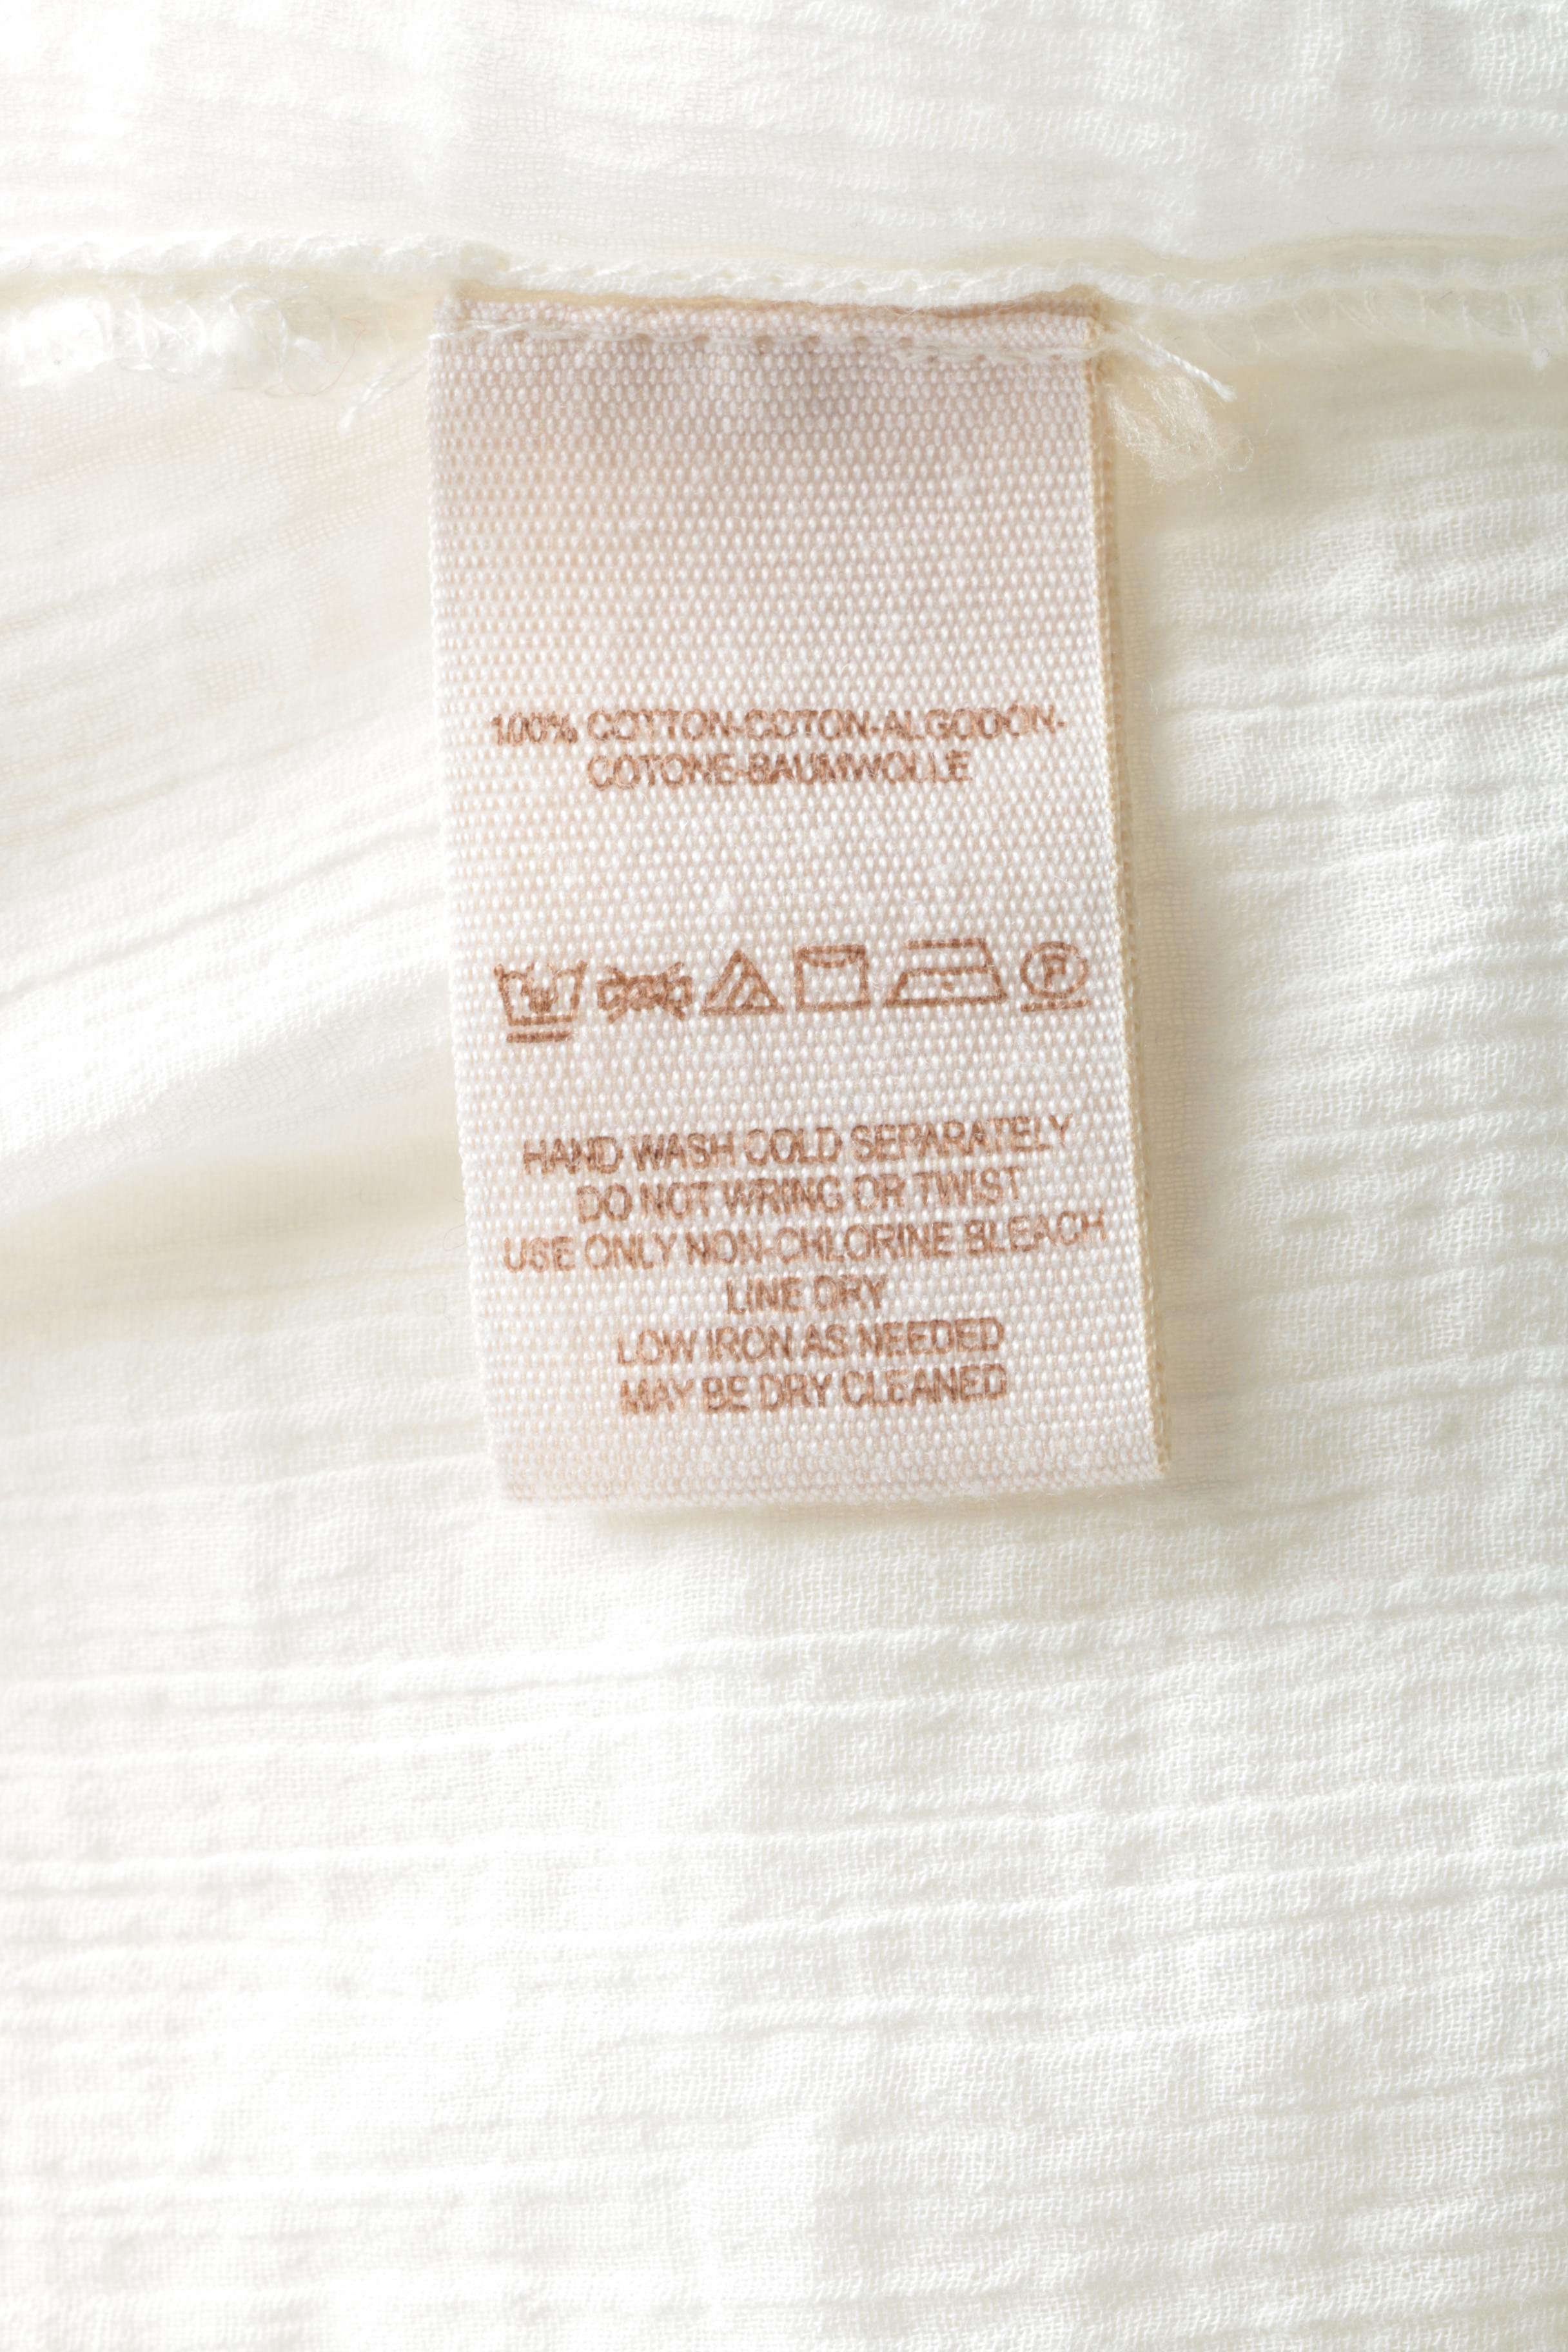 100% COTTON-COTON-ALGODÓN-
COTONE-BAUMWOLLE
P
HAND WASH COLD SEPARATELY
DO NOT WRING OR TWIST
USE ONLY NON-CHLORINE BLEACH
LINE DRY
LOW IRON AS NEEDED
MAY BE DRY CLEANED